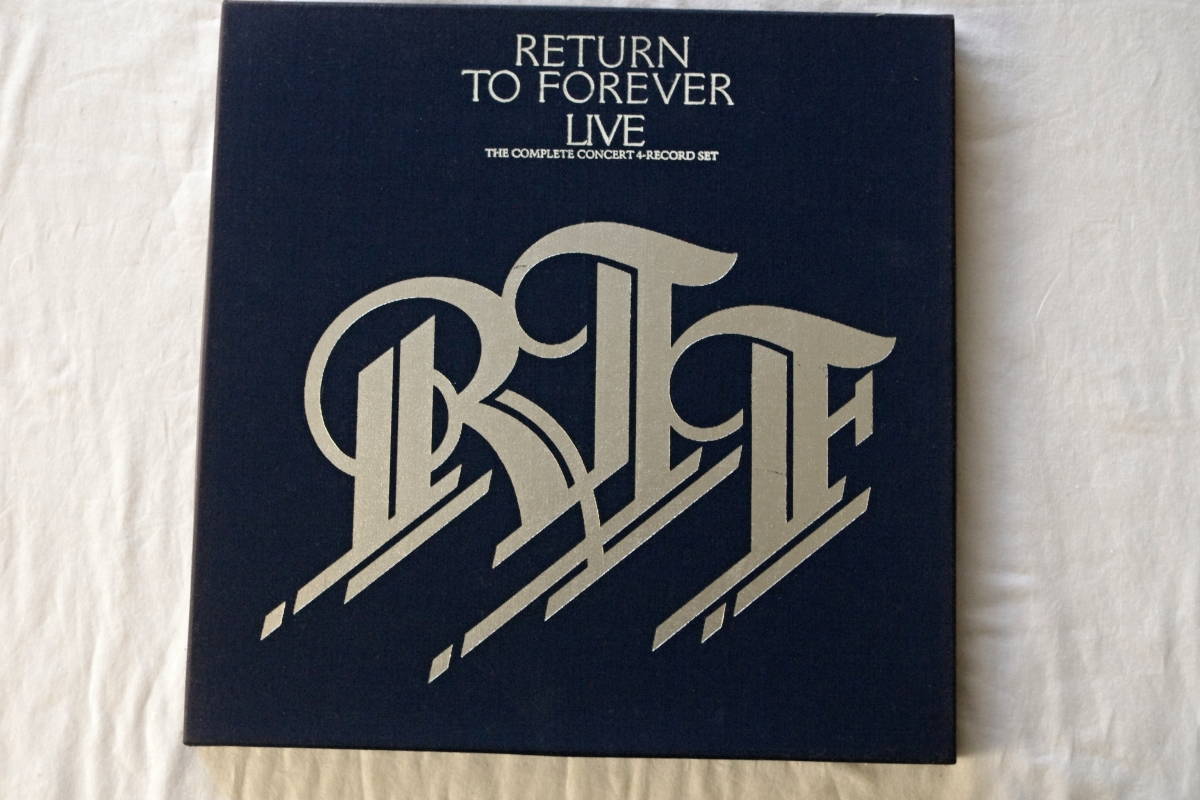 RETURN
TO FOREVER
LIVE
THE COMPLETE CONCERT 4-RECORD SET
RTF